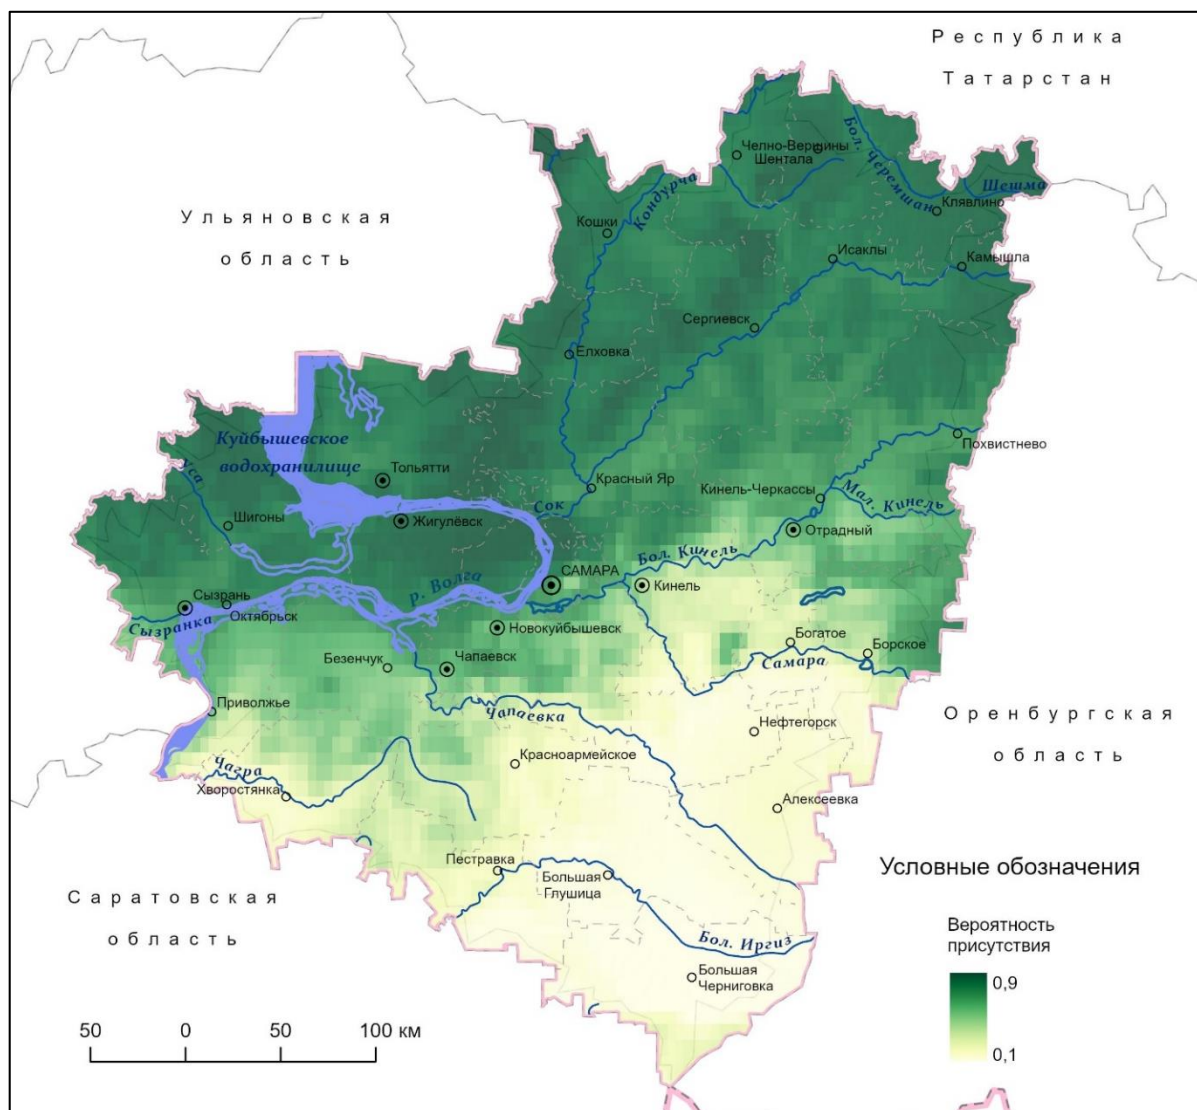 Республика
Татарстан
Челно-Вершины
Шентала
Бол. Черемшан
Шешма
Клявлино
Кондурча
Ульяновская
область
Кошки
Исаклы
Камышла
Сергиевск
Елховка
Куйбышевское
водохранилище
Уса
Тольятти
Похвистнево
Красный Яр
Кинель-Черкассы
Мал. Кинель
Сок
Шигоны
Жигулёвск
Отрадный
Бол. Кинель
САМАРА
Кинель
р. Волга
Сызрань
Октябрьск
Сызранка
Новокуйбышевск
Богатое
Борское
Безенчук
Чапаевск
Самара
Приволжье
Чапаевка
Нефтегорск
Оренбургская
область
Красноармейское
Чагра
Хворостянка
Алексеевка
Пестравка
Большая
Глушица
Условные обозначения
Саратовская
область
Бол. Иргиз
Вероятность
присутствия
Большая
Черниговка
0,9
0,1
50 0 50 100 км